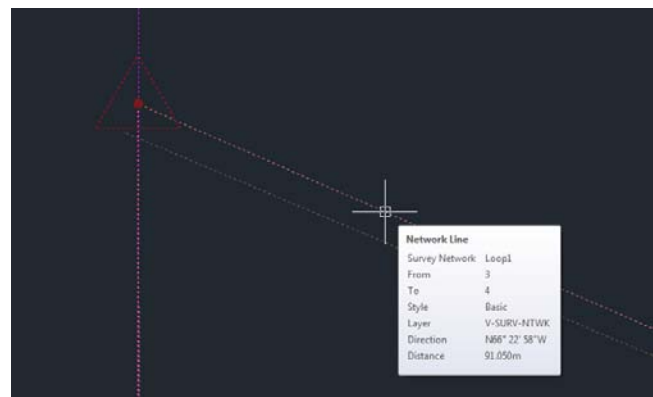 Network Line
Survey Network Loop1
From 3
To 4
Style Basic
Layer V-SURV-NTWK
Direction N66° 22' 58"W
Distance 91.050m